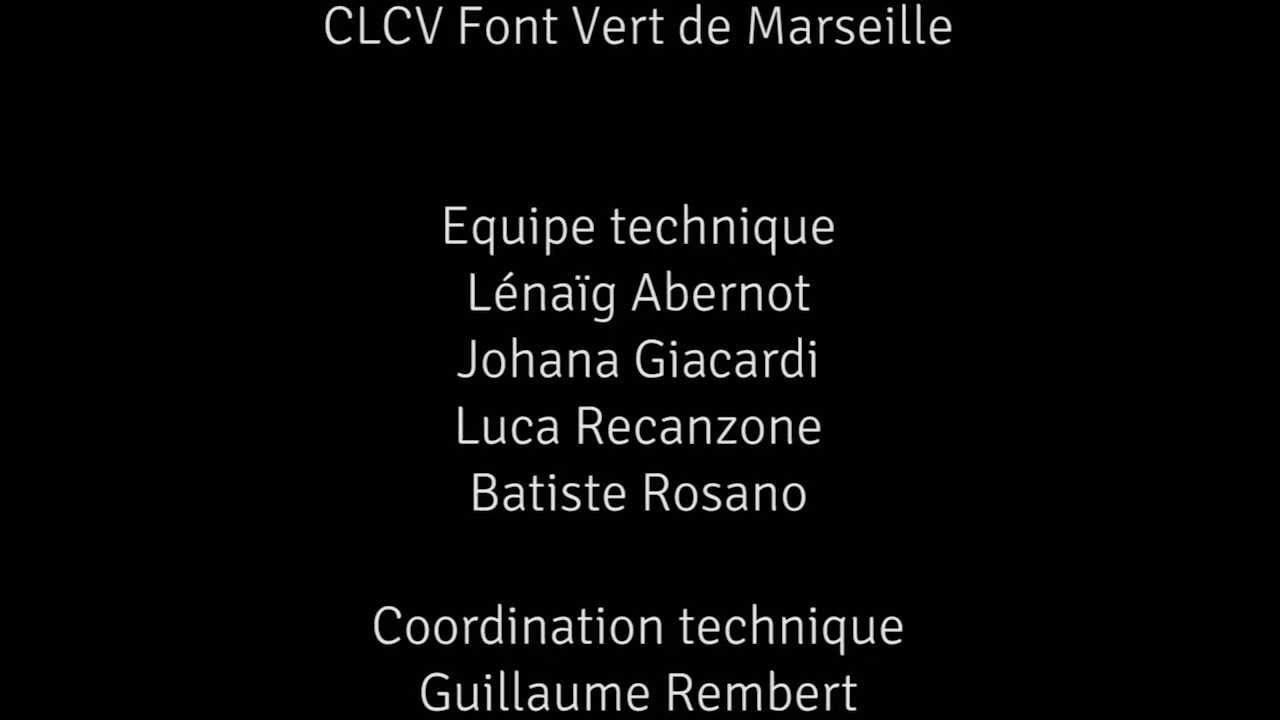 CLCV Font Vert de Marseille
Equipe technique
Lénaïg Abernot
Johana Giacardi
Luca Recanzone
Batiste Rosano
Coordination technique
Guillaume Rembert